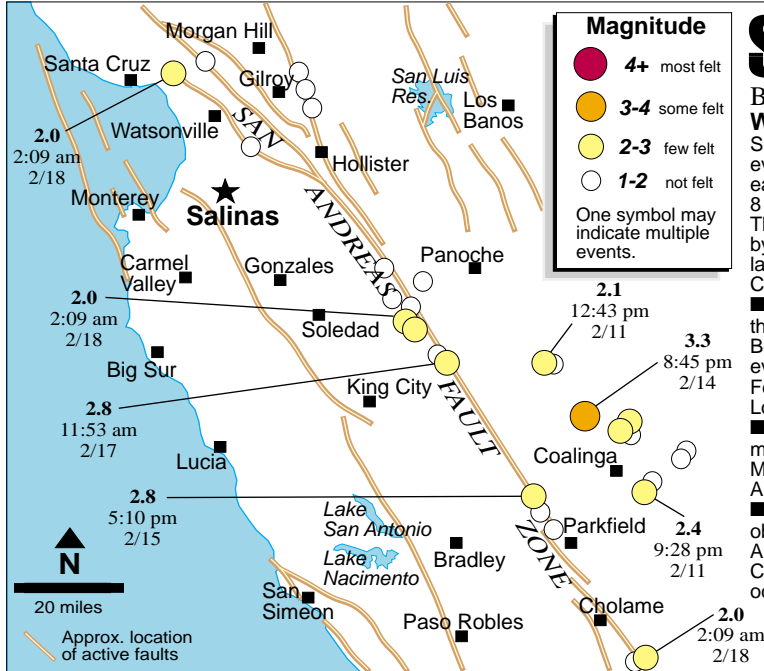 Magnitude
4+ most felt
3-4 some felt
2-3 few felt
1-2 not felt
One symbol may
indicate multiple
events.
Morgan Hill
Santa Cruz
Gilroy
San Luis
Res.
Los
Banos
Watsonville
Hollister
2.0
2:09 am
2/18
Monterey
Salinas
SAN
ANDREAS
FAULT
ZONE
Carmel
Valley
Gonzales
Panoche
2.0
2:09 am
2/18
Soledad
2.1
12:43 pm
2/11
Big Sur
3.3
8:45 pm
2/14
King City
2.8
11:53 am
2/17
Lucia
Coalinga
2.8
5:10 pm
2/15
Lake
San Antonio
Lake
Nacimento
Bradley
Parkfield
2.4
9:28 pm
2/11
N
20 miles
San
Simeon
Paso Robles
Cholame
2.0
2:09 am
2/18
Approx. location
of active faults